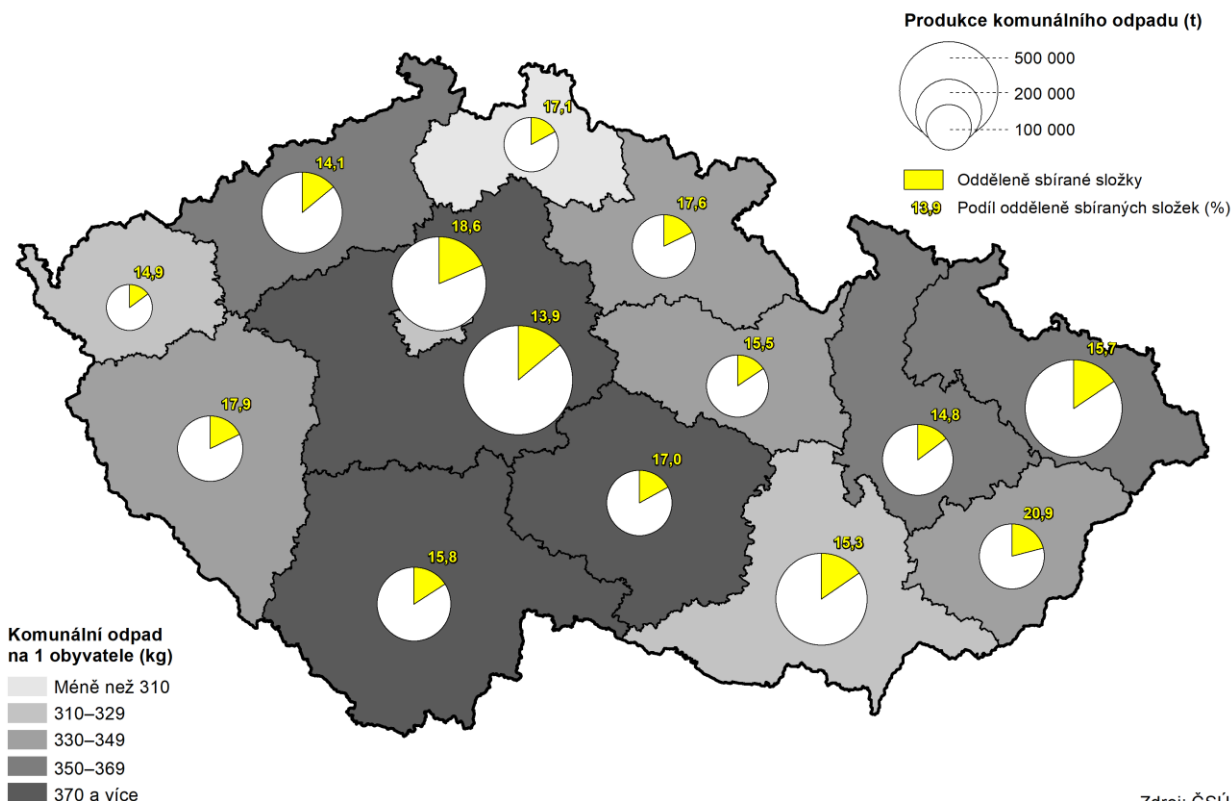 Produkce komunálního odpadu (t)
500 000
200 000
100 000
Odděleně sbírané složky
13,9 Podíl odděleně sbíraných složek (%)
17,1
14,1
17,6
18,6
14,9
13,9
15,5
15,7
17,9
14,8
17,0
20,9
15,3
15,8
Komunální odpad
na 1 obyvatele (kg)
Méně než 310
310–329
330–349
350–369
370 a více
Zdroj: ČSÚ